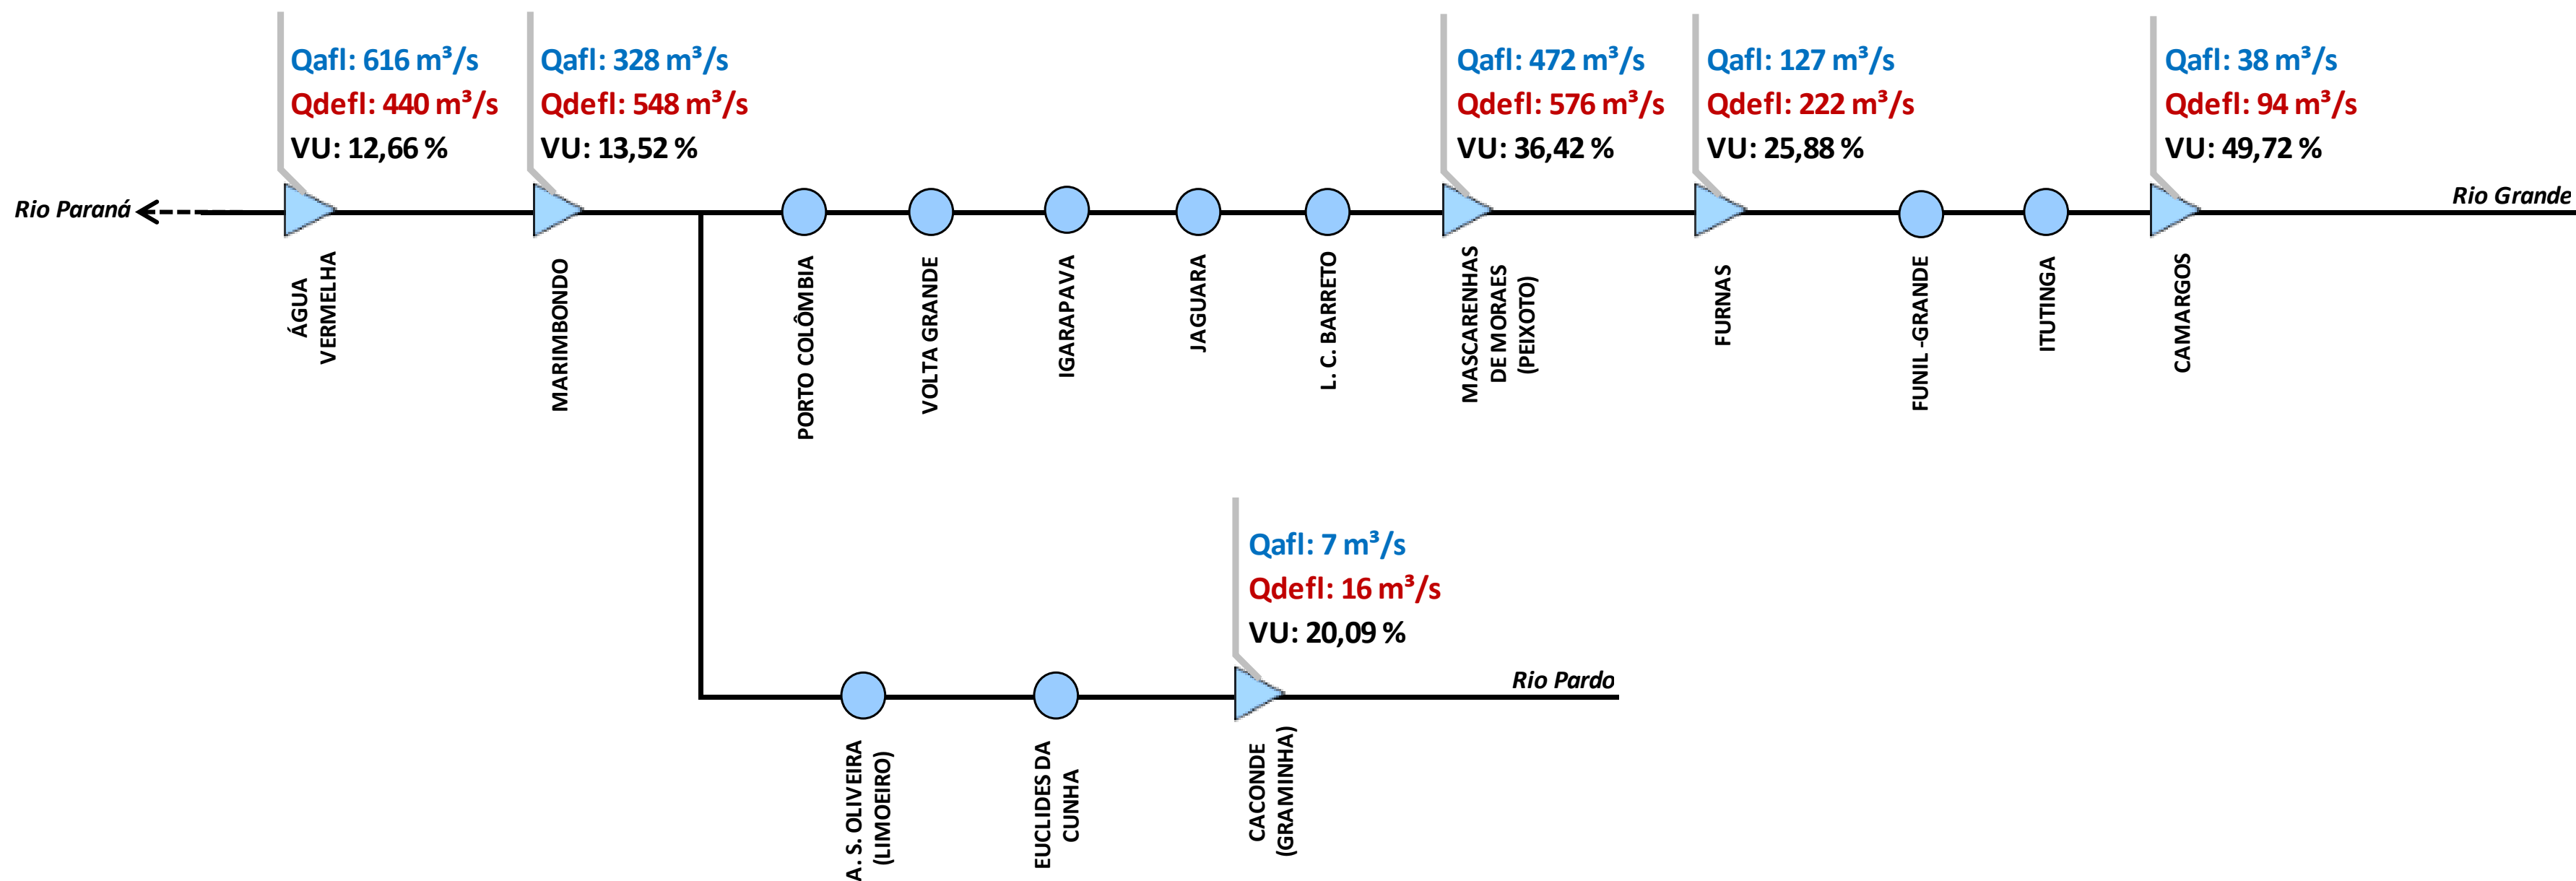 Qafl: 616 m³/s
Qdefl: 440 m³/s
VU: 12,66 %
Qafl: 328 m³/s
Qdefl: 548 m³/s
VU: 13,52 %
Qafl: 472 m³/s
Qdefl: 576 m³/s
VU: 36,42 %
Qafl: 127 m³/s
Qdefl: 222 m³/s
VU: 25,88 %
Qafl: 38 m³/s
Qdefl: 94 m³/s
VU: 49,72 %
Rio Paraná
Rio Grande
ÁGUA
VERMELHA
MARIMBONDO
PORTO COLÔMBIA
VOLTA GRANDE
IGARAPAVA
JAGUARA
L. C. BARRETO
MASCARENHAS
DE MORAES
(PEIXOTO)
FURNAS
FUNIL -GRANDE
ITUTINGA
CAMARGOS
Qafl: 7 m³/s
Qdefl: 16 m³/s
VU: 20,09 %
Rio Pardo
A. S. OLIVEIRA
(LIMOEIRO)
EUCLIDES DA
CUNHA
CACONDE
(GRAMINHA)